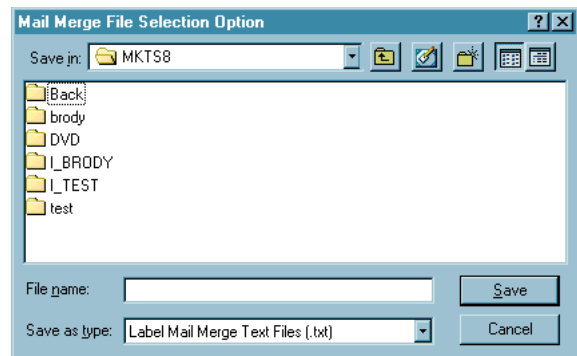 Mail Merge File Selection Option
Save in: MKTS8
Back
brody
DVD
I_BRODY
I_TEST
test
File name: Save
Save as type: Label Mail Merge Text Files (.txt) Cancel